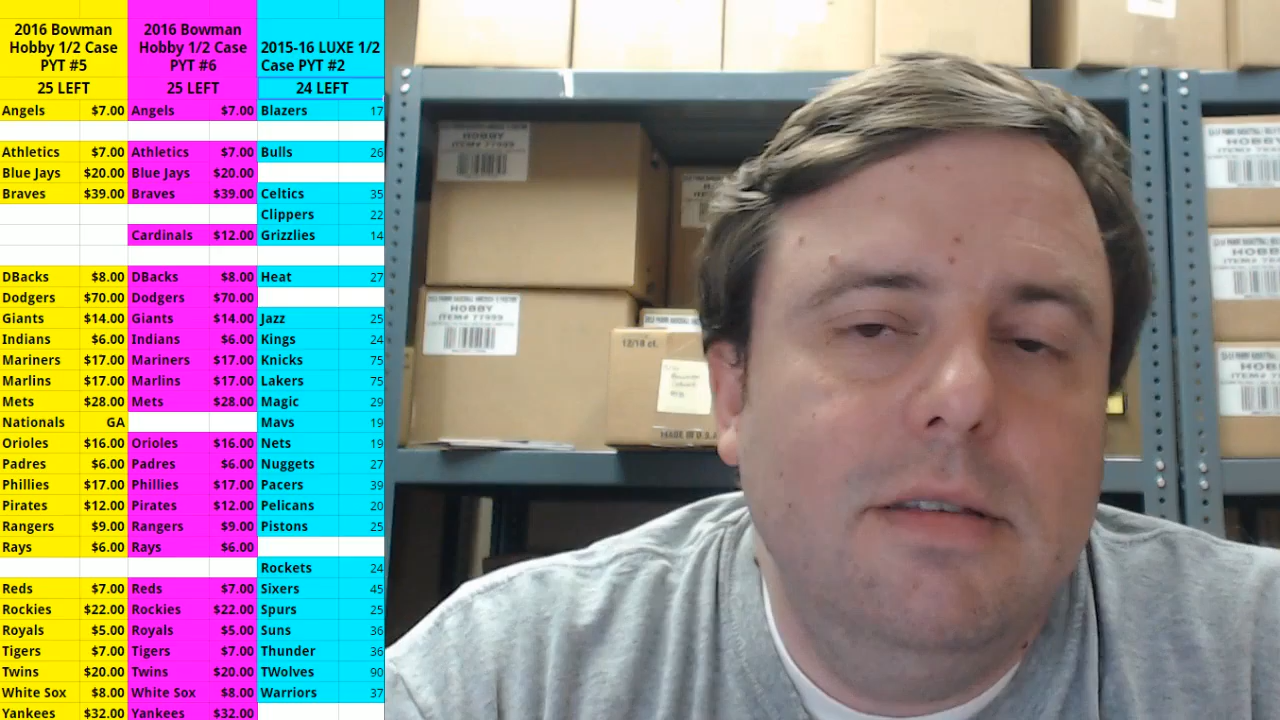 2016 Bowman
Hobby 1/2 Case
PYT #5
25 LEFT
Angels $7.00
Athletics $7.00
Blue Jays $20.00
Braves $39.00
DBacks $8.00
Dodgers $70.00
Giants $14.00
Indians $6.00
Mariners $17.00
Marlins $17.00
Mets $28.00
Nationals GA
Orioles $16.00
Padres $6.00
Phillies $17.00
Pirates $12.00
Rangers $9.00
Rays $6.00
Reds $7.00
Rockies $22.00
Royals $5.00
Tigers $7.00
Twins $20.00
White Sox $8.00
Yankees $32.00
2016 Bowman
Hobby 1/2 Case
PYT #6
25 LEFT
Angels $7.00
Athletics $7.00
Blue Jays $20.00
Braves $39.00
Cardinals $12.00
DBacks $8.00
Dodgers $70.00
Giants $14.00
Indians $6.00
Mariners $17.00
Marlins $17.00
Mets $28.00
Orioles $16.00
Padres $6.00
Phillies $17.00
Pirates $12.00
Rangers $9.00
Rays $6.00
Reds $7.00
Rockies $22.00
Royals $5.00
Tigers $7.00
Twins $20.00
White Sox $8.00
Yankees $32.00
2015-16 LUXE 1/2
Case PYT #2
24 LEFT
Blazers 17
Bulls 26
Celtics 35
Clippers 22
Grizzlies 14
Heat 27
Jazz 25
Kings 24
Knicks 75
Lakers 75
Magic 29
Mavs 19
Nets 19
Nuggets 27
Pacers 39
Pelicans 20
Pistons 25
Rockets 24
Sixers 45
Spurs 25
Suns 36
Thunder 36
TWolves 90
Warriors 37
HOBBY
HOBBY
12/18 ct.
MADE IN U.S.A